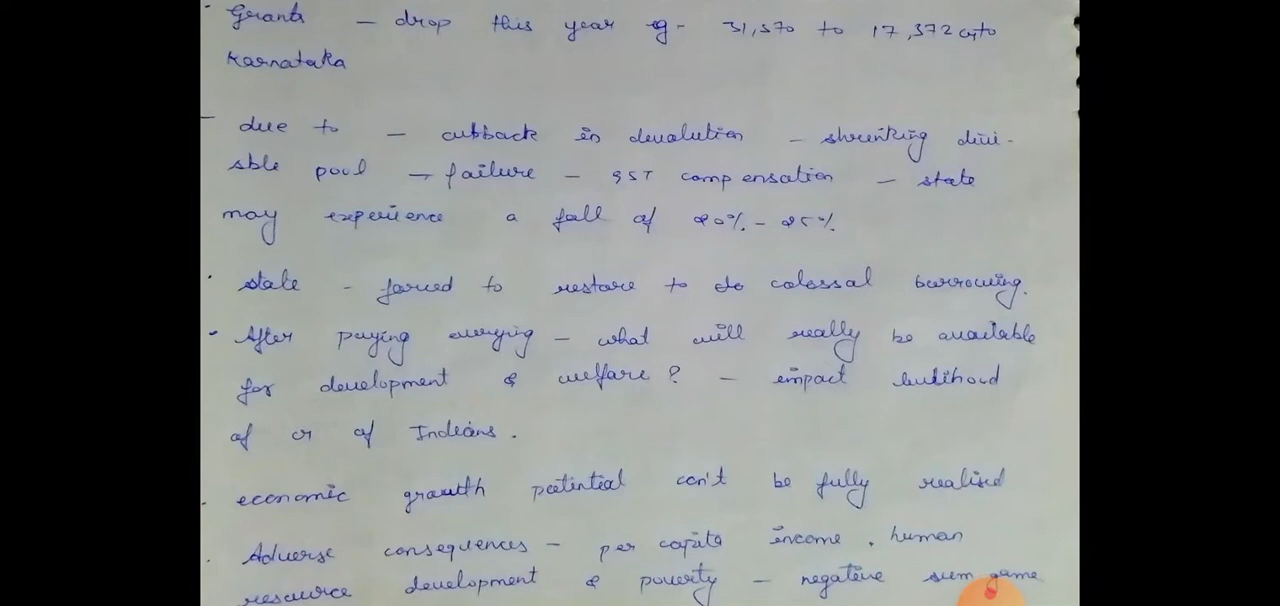 · Grants – drop this year eg - 31,570 to 17,372 cr, to
Karnataka
– due to – cutback in devolution – shrinking divi-
sble pool → failure – GST compensation – state
may experience a fall of 20% - 25%
· state - forced to restore to do colossal borrowing.
· After paying everying – what will really be available
for development & welfare? – impact livlihood
of cr of Indians.
· economic growth potential can't be fully realised
· Adverse consequences – per capita income, human
resource development & poverty – negative sum game